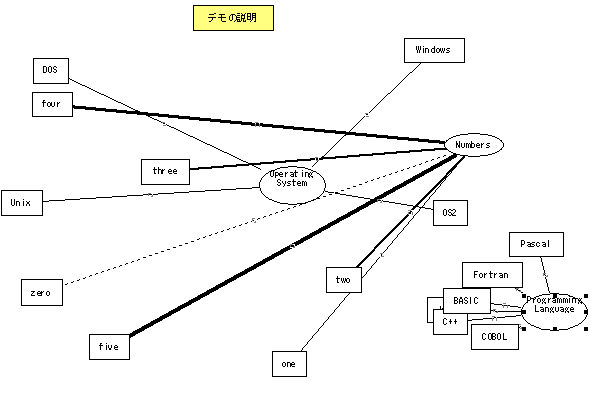 デモの説明
Windows
DOS
four
Numbers
three
Operating
System
Unix
OS2
Pascal
Fortran
zero
two
BASIC
Programming
Language
C++
COBOL
five
one